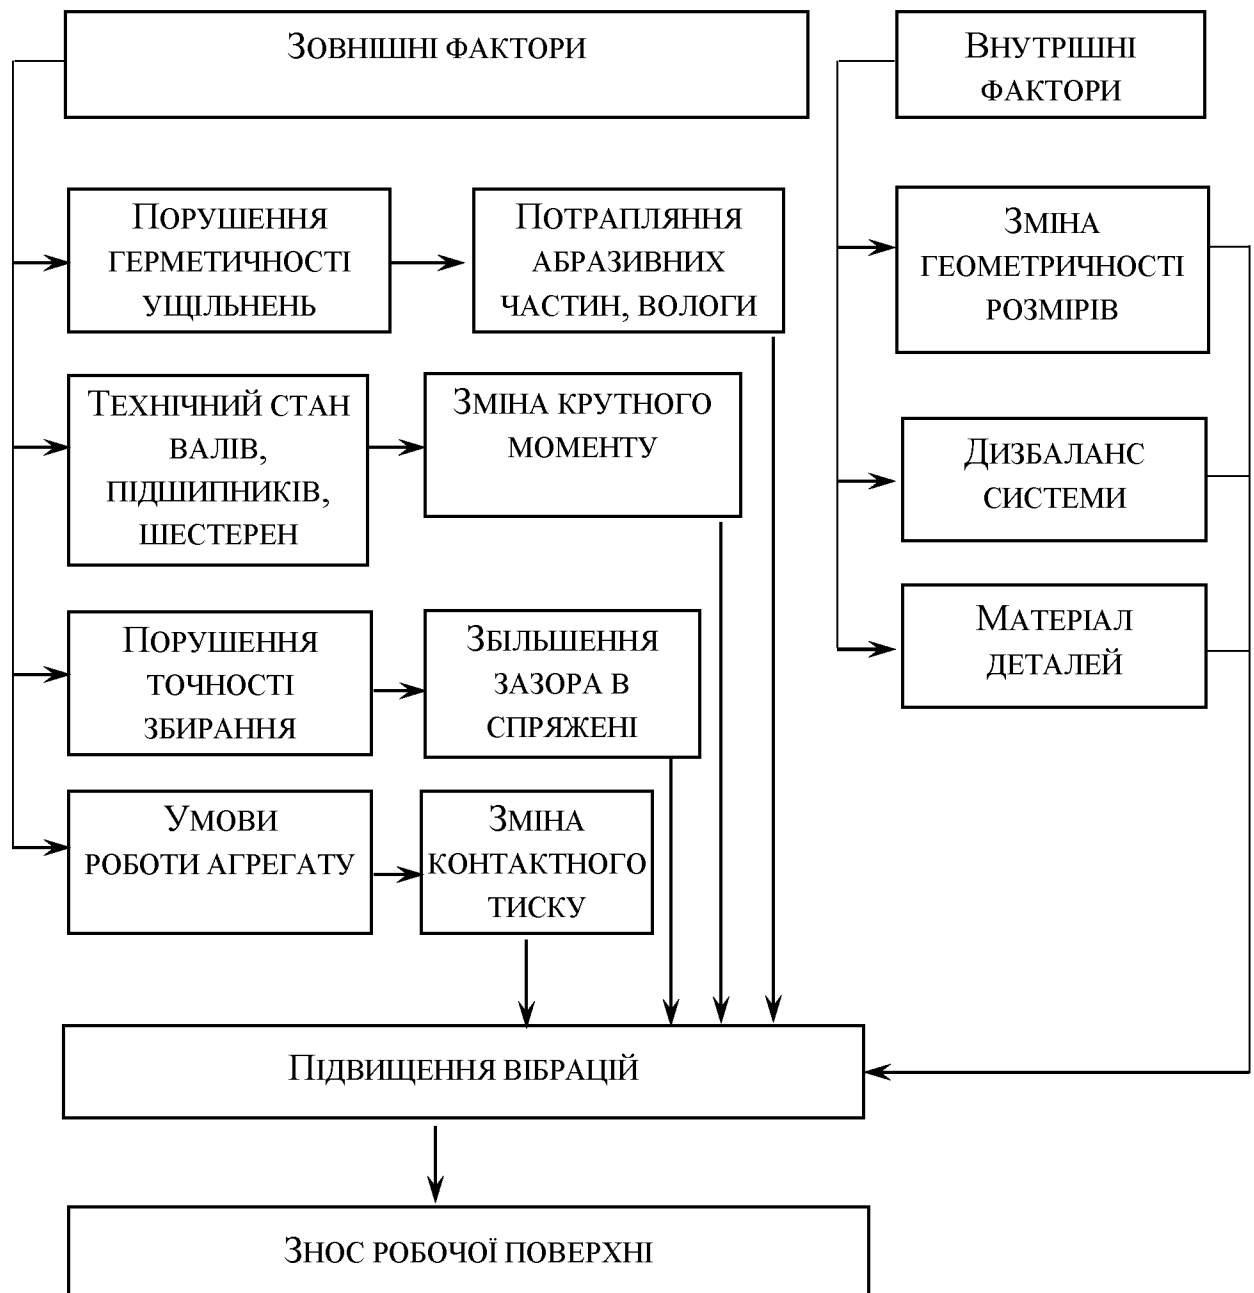 Зовнішні фактори
Внутрішні
фактори
Порушення
герметичності
ущільнень
Потрапляння
абразивних
частин, вологи
Зміна
геометричності
розмірів
Технічний стан
валів,
підшипників,
шестерен
Зміна крутного
моменту
Дизбаланс
системи
Порушення
точності
збирання
Збільшення
зазора в
спряжені
Матеріал
деталей
Умови
роботи агрегату
Зміна
контактного
тиску
Підвищення вібрацій
Знос робочої поверхні